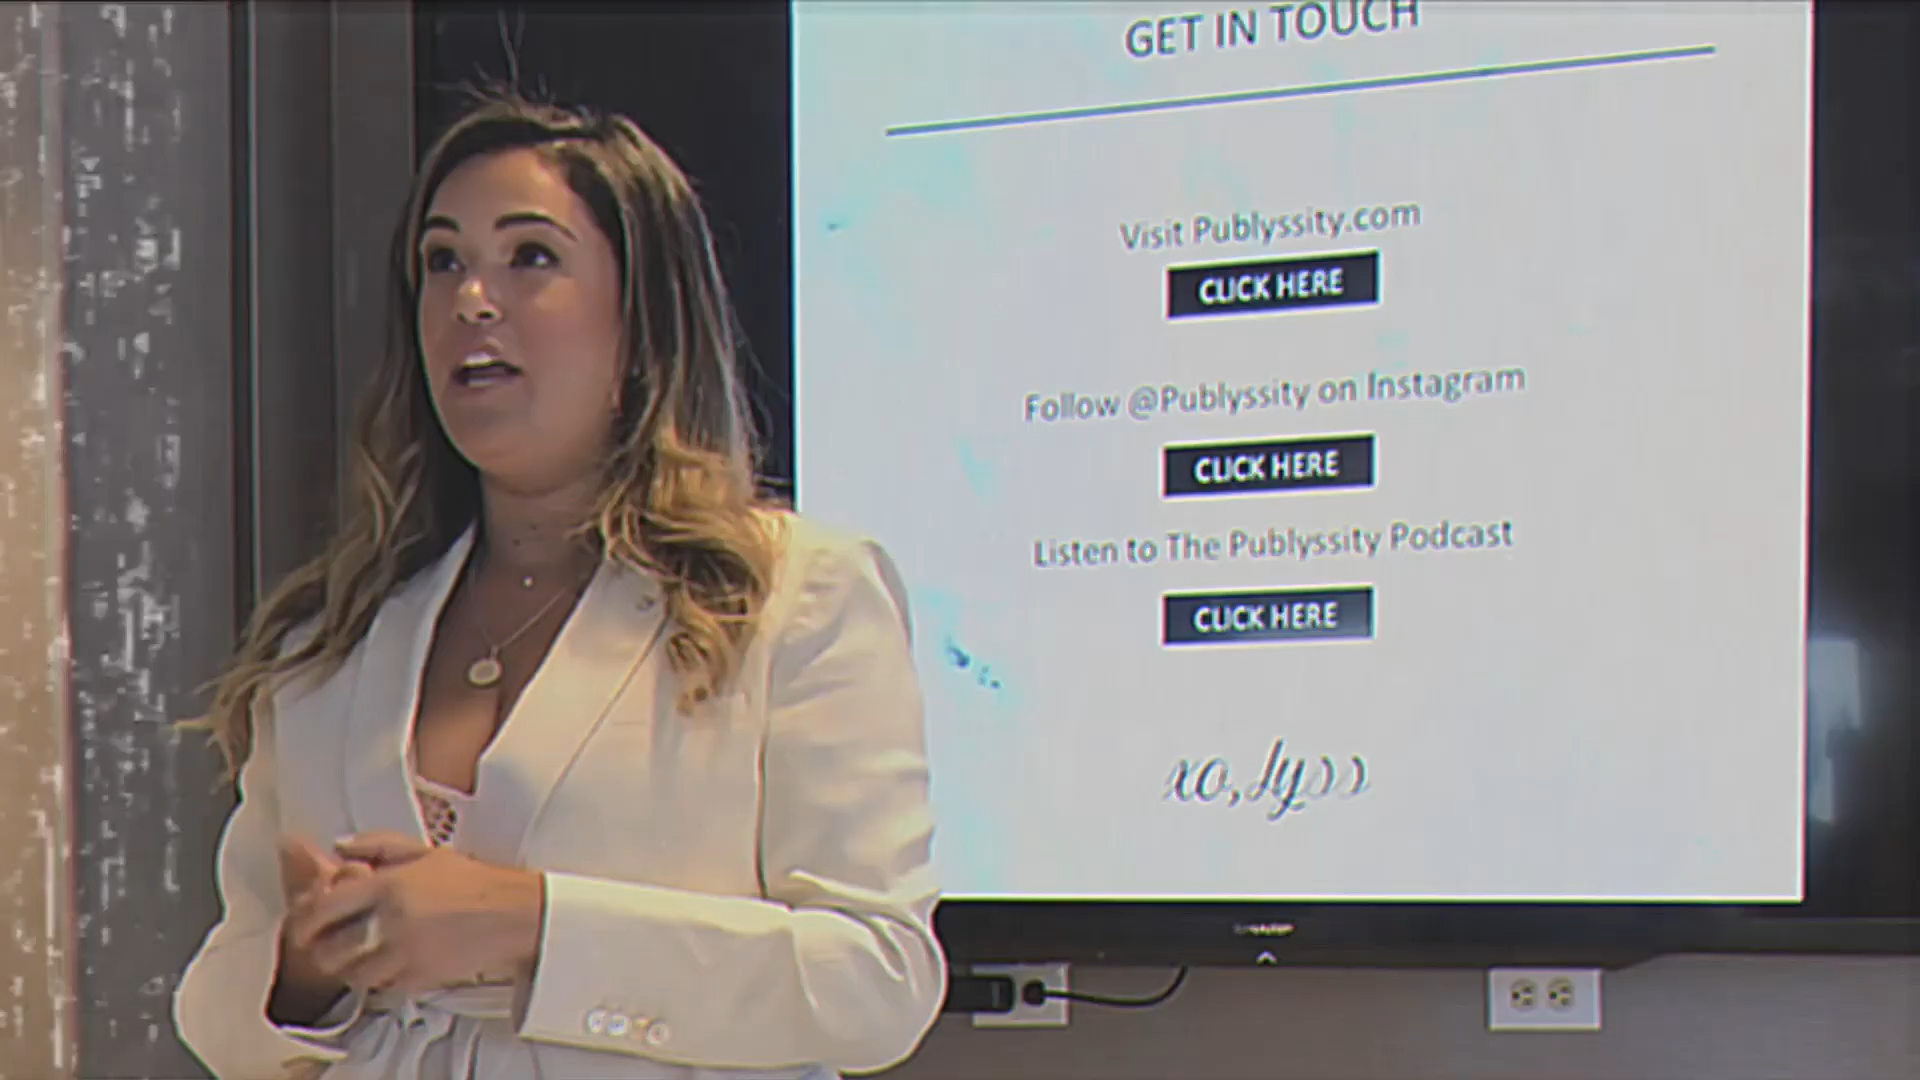 GET IN TOUCH
Visit Publyssity.com
CLICK HERE
Follow @Publyssity on Instagram
CLICK HERE
Listen to The Publyssity Podcast
CLICK HERE
xo, lyss